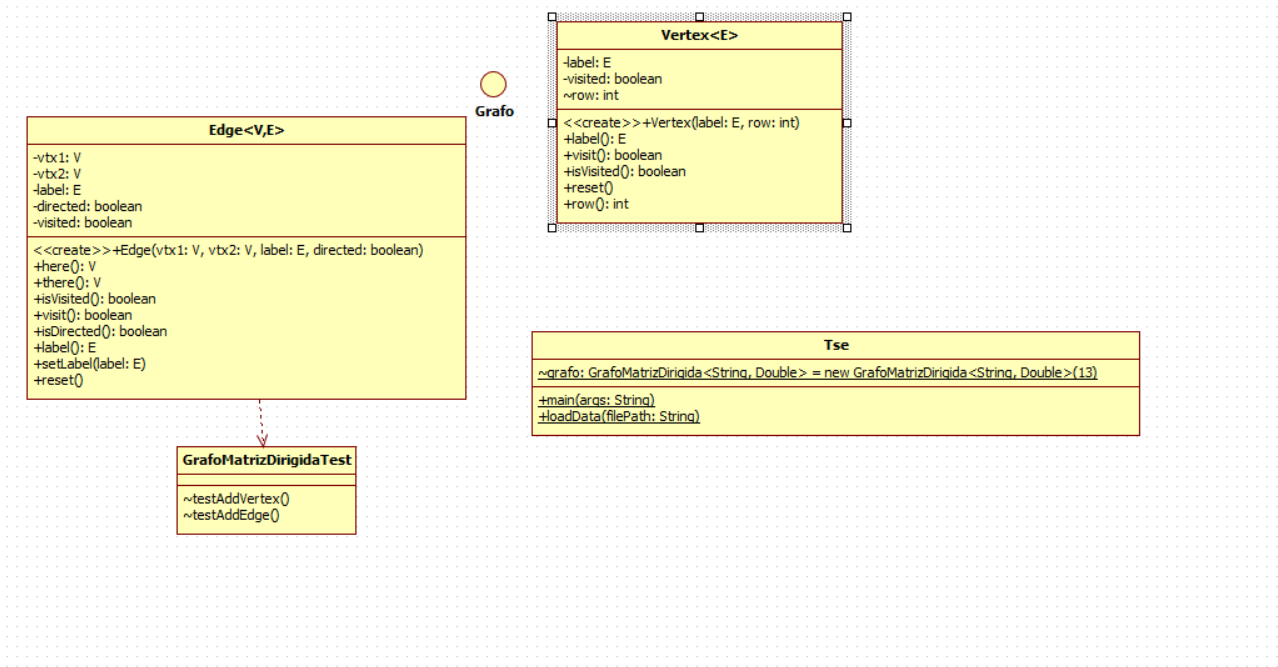 Vertex<E>
-label: E
-visited: boolean
~row: int
<<create>>+Vertex(label: E, row: int)
+label(): E
+visit(): boolean
+isVisited(): boolean
+reset()
+row(): int
Grafo
Edge<V,E>
-vtx1: V
-vtx2: V
-label: E
-directed: boolean
-visited: boolean
<<create>>+Edge(vtx1: V, vtx2: V, label: E, directed: boolean)
+here(): V
+there(): V
+isVisited(): boolean
+visit(): boolean
+isDirected(): boolean
+label(): E
+setLabel(label: E)
+reset()
Tse
~grafo: GrafoMatrizDirigida<String, Double> = new GrafoMatrizDirigida<String, Double>(13)
+main(args: String)
+loadData(filePath: String)
GrafoMatrizDirigidaTest
~testAddVertex()
~testAddEdge()